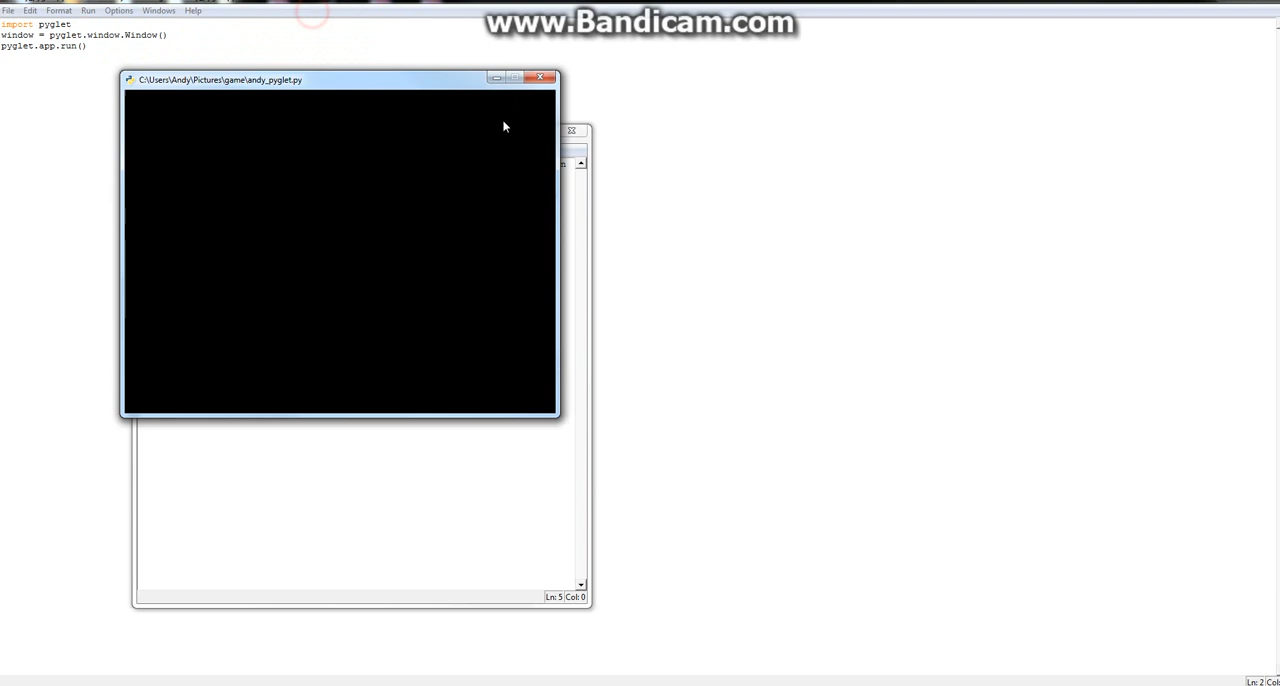 www.Bandicam.com
File Edit Format Run Options Windows Help
import pyglet
window = pyglet.window.Window()
pyglet.app.run()
C:\Users\Andy\Pictures\game\andy_pyglet.py
Ln: 5 Col: 0
Ln: 2 Col: